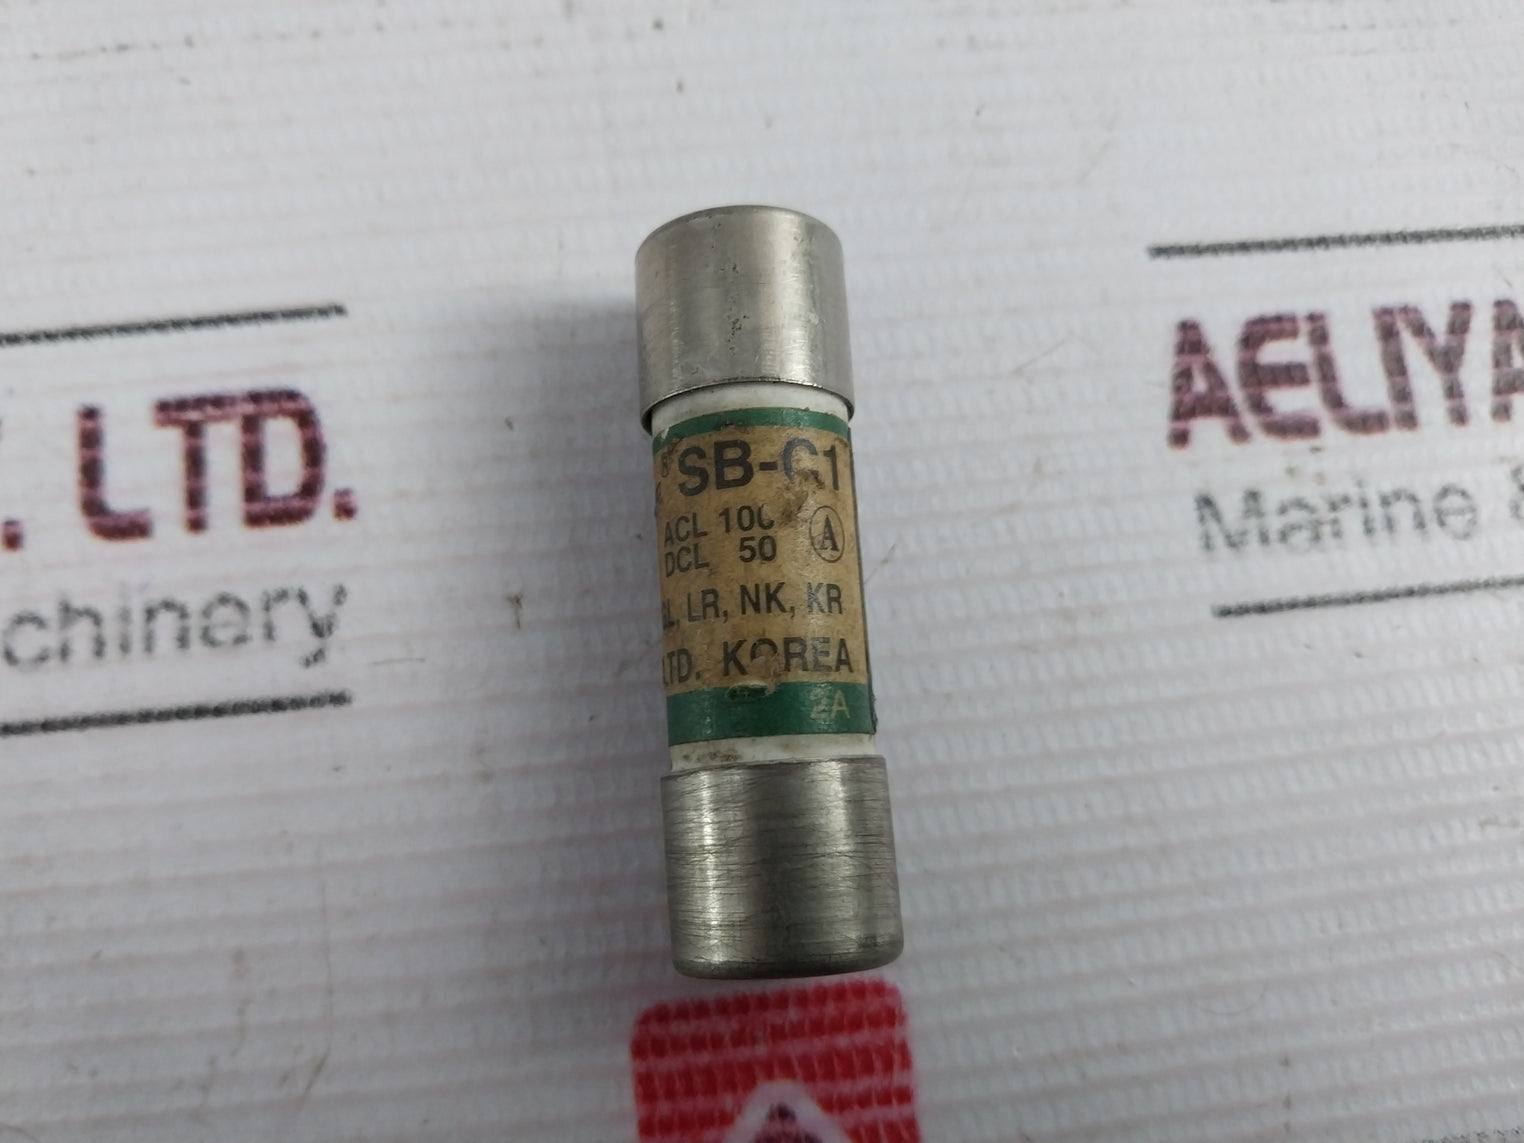 . LTD.
chinery
AELIYA
Marine &
SB-C1
ACL 100 Ⓐ
DCL 50
LR, NK, KR
LTD. KOREA
2A